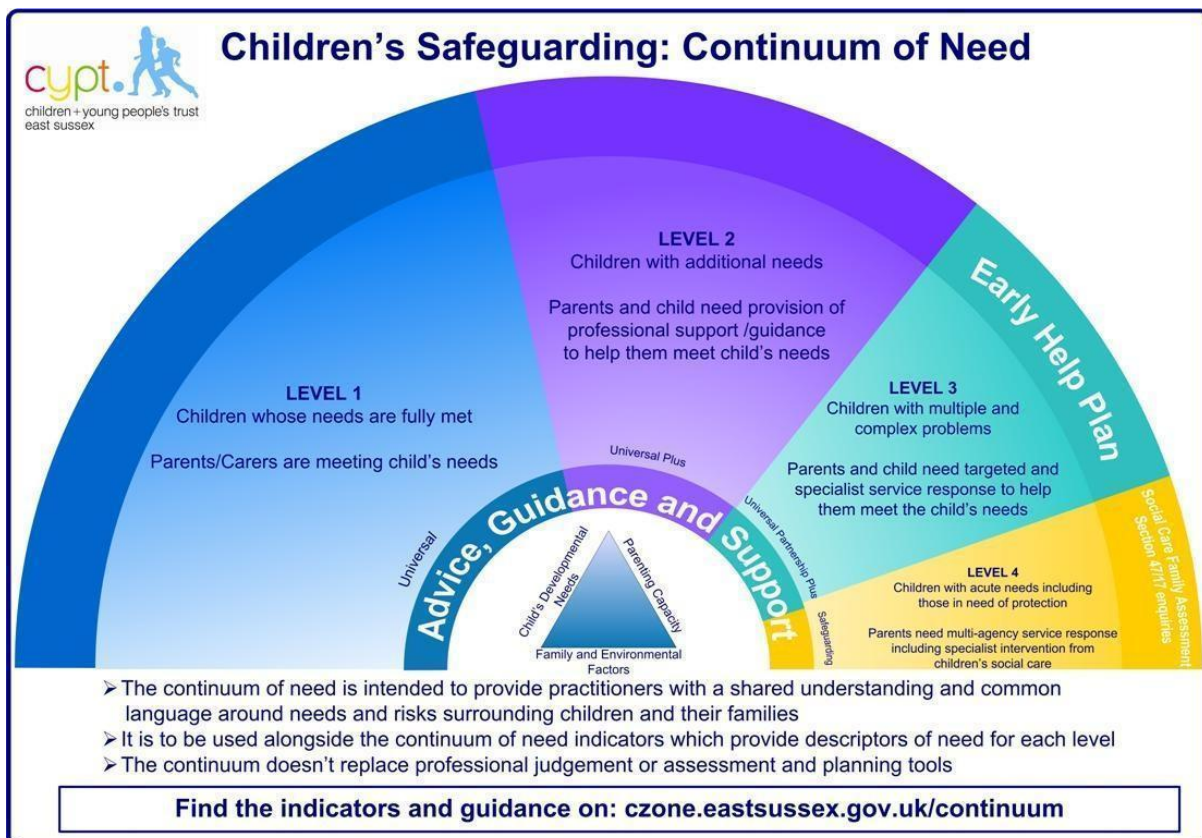 Children's Safeguarding: Continuum of Need
cypt.
children + young people's trust
east sussex
LEVEL 1
Children whose needs are fully met
Parents/Carers are meeting child's needs
LEVEL 2
Children with additional needs
Parents and child need provision of
professional support /guidance
to help them meet child's needs
LEVEL 3
Children with multiple and
complex problems
Parents and child need targeted and
specialist service response to help
them meet the child's needs
Early Help Plan
LEVEL 4
Children with acute needs including
those in need of protection
Parents need multi-agency service response
including specialist intervention from
children's social care
Social Care Family Assessment
Section 47/17 enquiries
Universal
Universal Plus
Universal Partnership Plus
Safeguarding
Advice, Guidance and Support
Child's Developmental
Needs
Parenting Capacity
Family and Environmental
Factors
➢ The continuum of need is intended to provide practitioners with a shared understanding and common
language around needs and risks surrounding children and their families
➢ It is to be used alongside the continuum of need indicators which provide descriptors of need for each level
➢ The continuum doesn't replace professional judgement or assessment and planning tools
Find the indicators and guidance on: czone.eastsussex.gov.uk/continuum